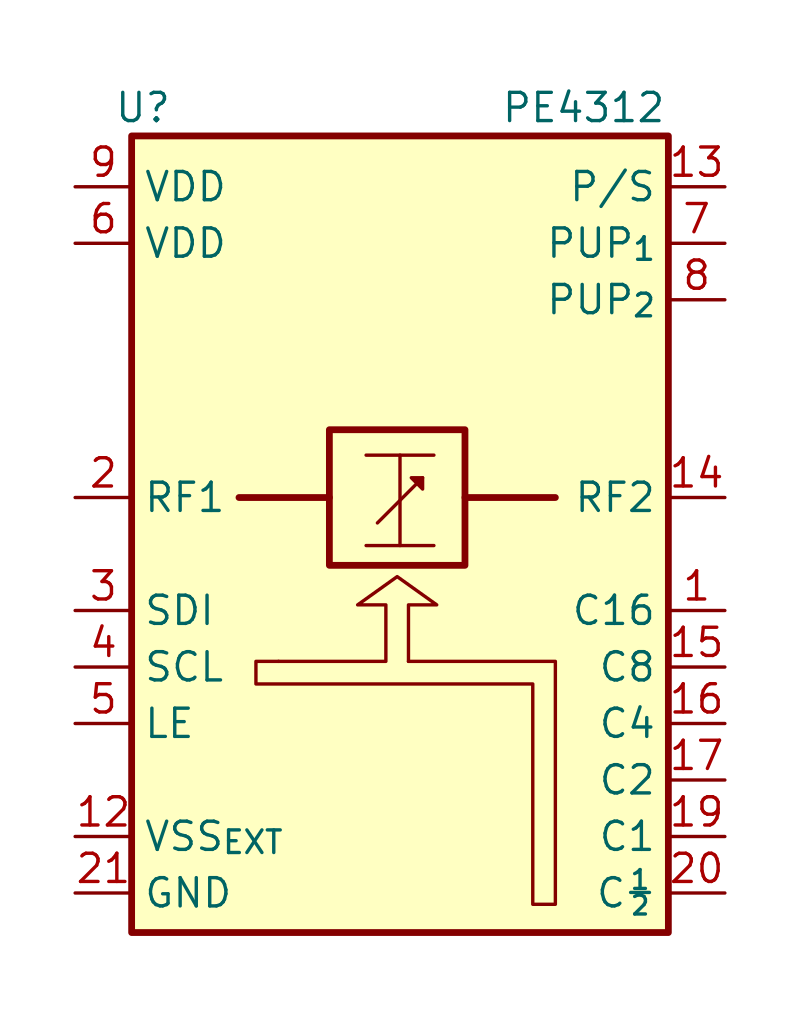 U? PE4312
9 VDD P/S 13
6 VDD PUP₁ 7
PUP₂ 8
2 RF1 RF2 14
3 SDI C16 1
4 SCL C8 15
5 LE C4 16
C2 17
12 VSSEXT C1 19
21 GND C½ 20